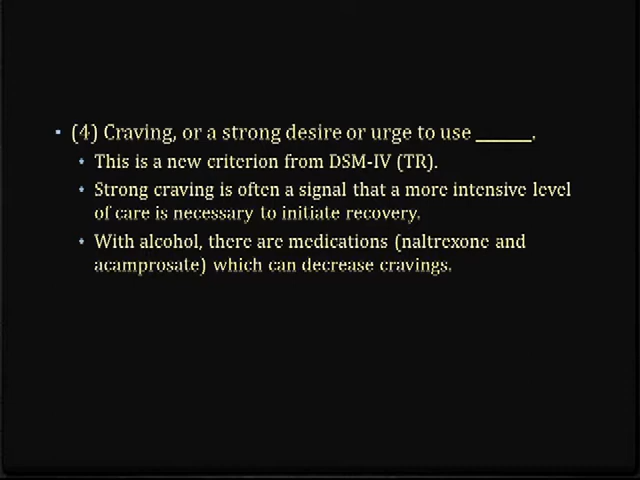 (4) Craving, or a strong desire or urge to use ______.
This is a new criterion from DSM-IV (TR).
Strong craving is often a signal that a more intensive level
of care is necessary to initiate recovery.
With alcohol, there are medications (naltrexone and
acamprosate) which can decrease cravings.